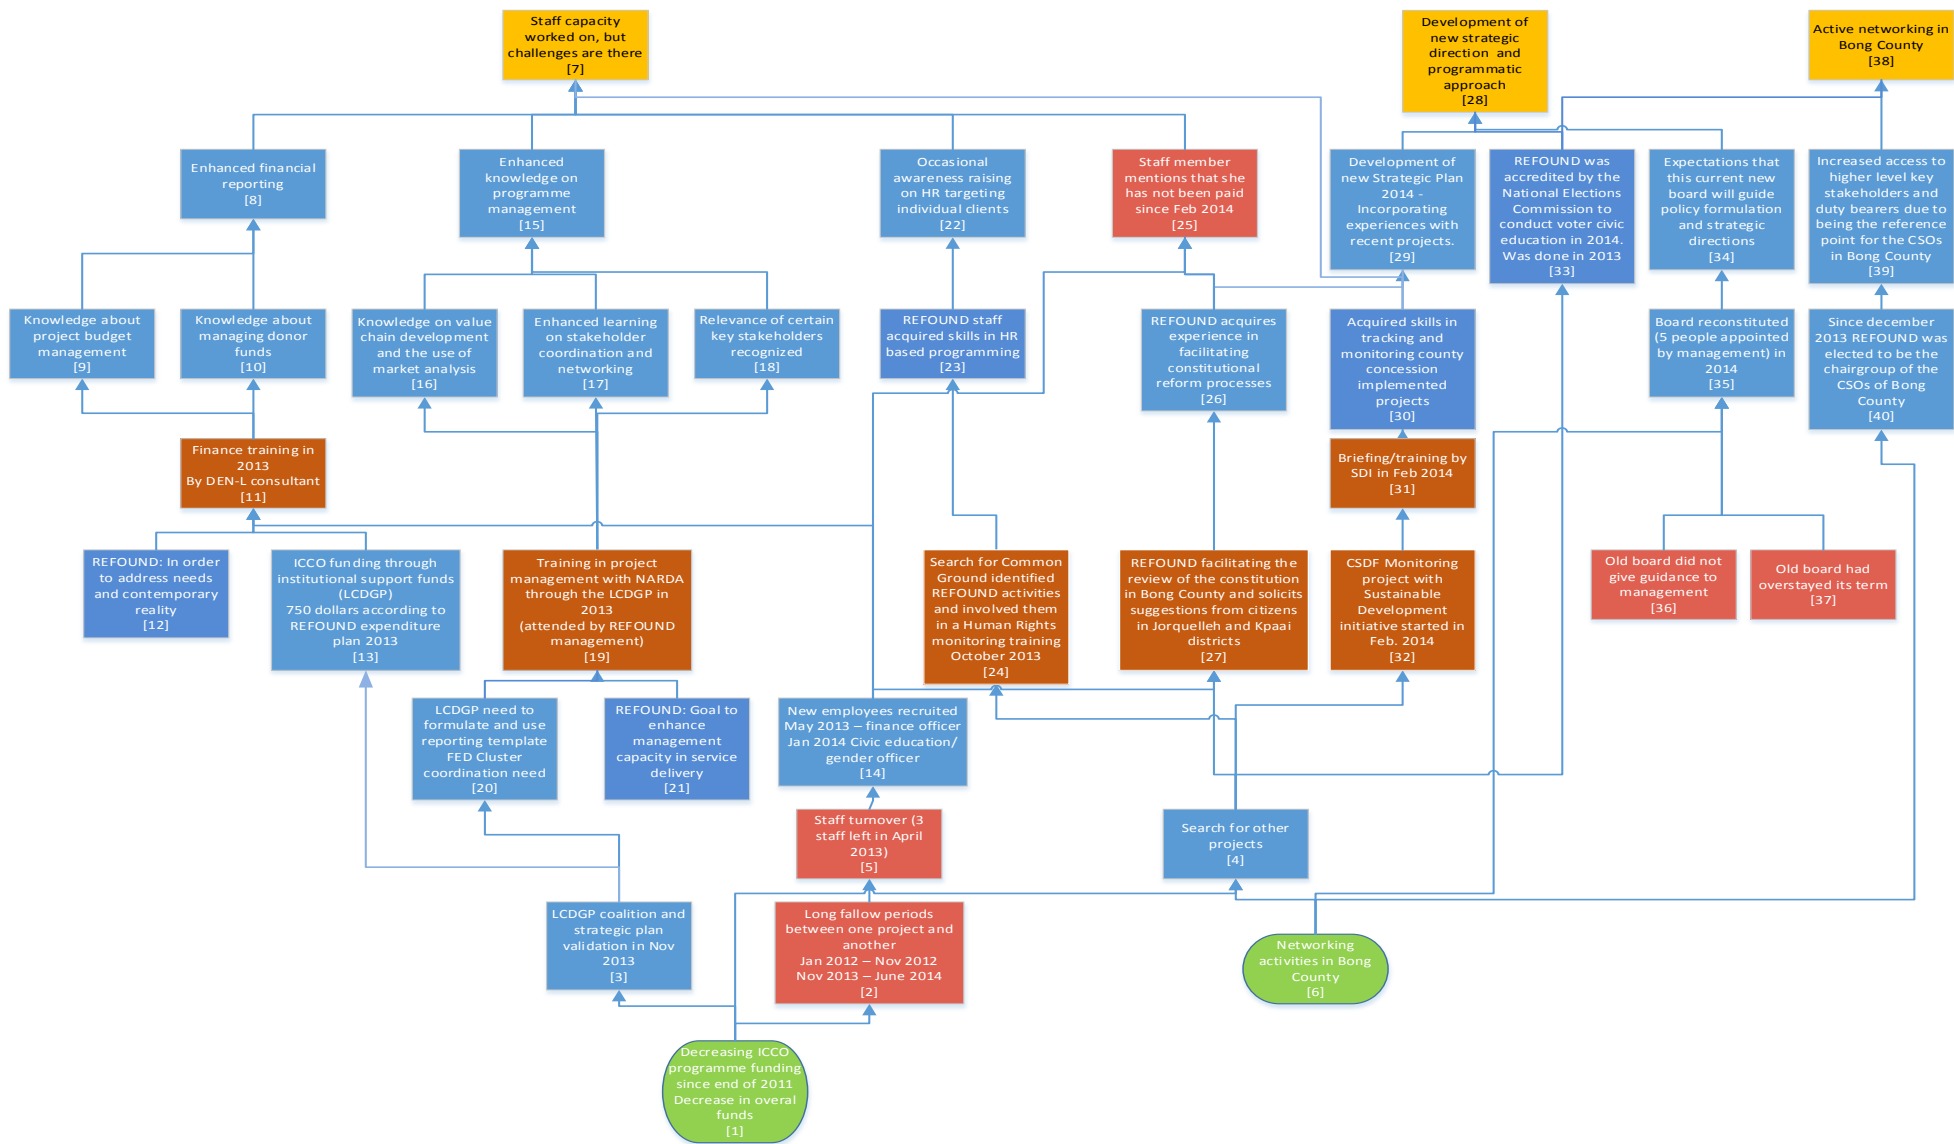 Staff capacity
worked on, but
challenges are there
[7]
Development of
new strategic
direction and
programmatic
approach
[28]
Active networking in
Bong County
[38]
Enhanced financial
reporting
[8]
Enhanced
knowledge on
programme
management
[15]
Occasional
awareness raising
on HR targeting
individual clients
[22]
Staff member
mentions that she
has not been paid
since Feb 2014
[25]
Development of
new Strategic Plan
2014 -
Incorporating
experiences with
recent projects.
[29]
REFOUND was
accredited by the
National Elections
Commission to
conduct voter civic
education in 2014.
Was done in 2013
[33]
Expectations that
this current new
board will guide
policy formulation
and strategic
directions
[34]
Increased access to
higher level key
stakeholders and
duty bearers due to
being the reference
point for the CSOs
in Bong County
[39]
Knowledge about
project budget
management
[9]
Knowledge about
managing donor
funds
[10]
Knowledge on value
chain development
and the use of
market analysis
[16]
Enhanced learning
on stakeholder
coordination and
networking
[17]
Relevance of certain
key stakeholders
recognized
[18]
REFOUND staff
acquired skills in HR
based programming
[23]
REFOUND acquires
experience in
facilitating
constitutional
reform processes
[26]
Acquired skills in
tracking and
monitoring county
concession
implemented
projects
[30]
Board reconstituted
(5 people appointed
by management) in
2014
[35]
Since december
2013 REFOUND was
elected to be the
chairgroup of the
CSOs of Bong
County
[40]
Finance training in
2013
By DEN-L consultant
[11]
Briefing/training by
SDI in Feb 2014
[31]
REFOUND: In order
to address needs
and contemporary
reality
[12]
ICCO funding through
institutional support funds
(LCDGP)
750 dollars according to
REFOUND expenditure
plan 2013
[13]
Training in project
management with NARDA
through the LCDGP in
2013
(attended by REFOUND
management)
[19]
Search for Common
Ground identified
REFOUND activities
and involved them
in a Human Rights
monitoring training
October 2013
[24]
REFOUND facilitating the
review of the constitution
in Bong County and solicits
suggestions from citizens
in Jorquelleh and Kpaai
districts
[27]
CSDF Monitoring
project with
Sustainable
Development
initiative started in
Feb. 2014
[32]
Old board did not
give guidance to
management
[36]
Old board had
overstayed its term
[37]
LCDGP need to
formulate and use
reporting template
FED Cluster
coordination need
[20]
REFOUND: Goal to
enhance
management
capacity in service
delivery
[21]
New employees recruited
May 2013 – finance officer
Jan 2014 Civic education/
gender officer
[14]
Staff turnover (3
staff left in April
2013)
[5]
Search for other
projects
[4]
LCDGP coalition and
strategic plan
validation in Nov
2013
[3]
Long fallow periods
between one project and
another
Jan 2012 – Nov 2012
Nov 2013 – June 2014
[2]
Networking
activities in Bong
County
[6]
Decreasing ICCO
programme funding
since end of 2011
Decrease in overal
funds
[1]